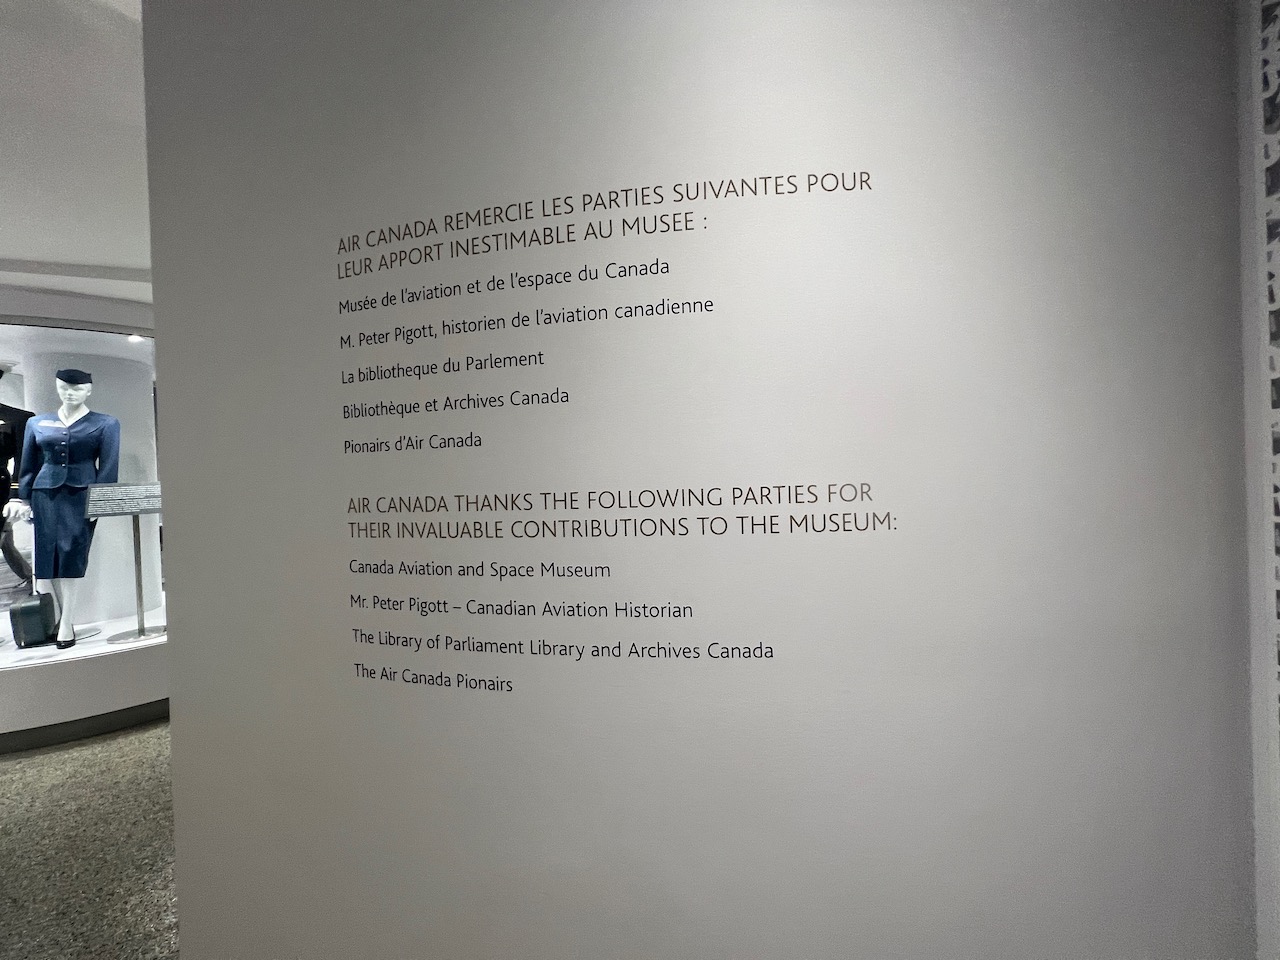 AIR CANADA REMERCIE LES PARTIES SUIVANTES POUR
LEUR APPORT INESTIMABLE AU MUSEE :
Musée de l'aviation et de l'espace du Canada
M. Peter Pigott, historien de l'aviation canadienne
La bibliotheque du Parlement
Bibliothèque et Archives Canada
Pionairs d'Air Canada
AIR CANADA THANKS THE FOLLOWING PARTIES FOR
THEIR INVALUABLE CONTRIBUTIONS TO THE MUSEUM:
Canada Aviation and Space Museum
Mr. Peter Pigott – Canadian Aviation Historian
The Library of Parliament Library and Archives Canada
The Air Canada Pionairs